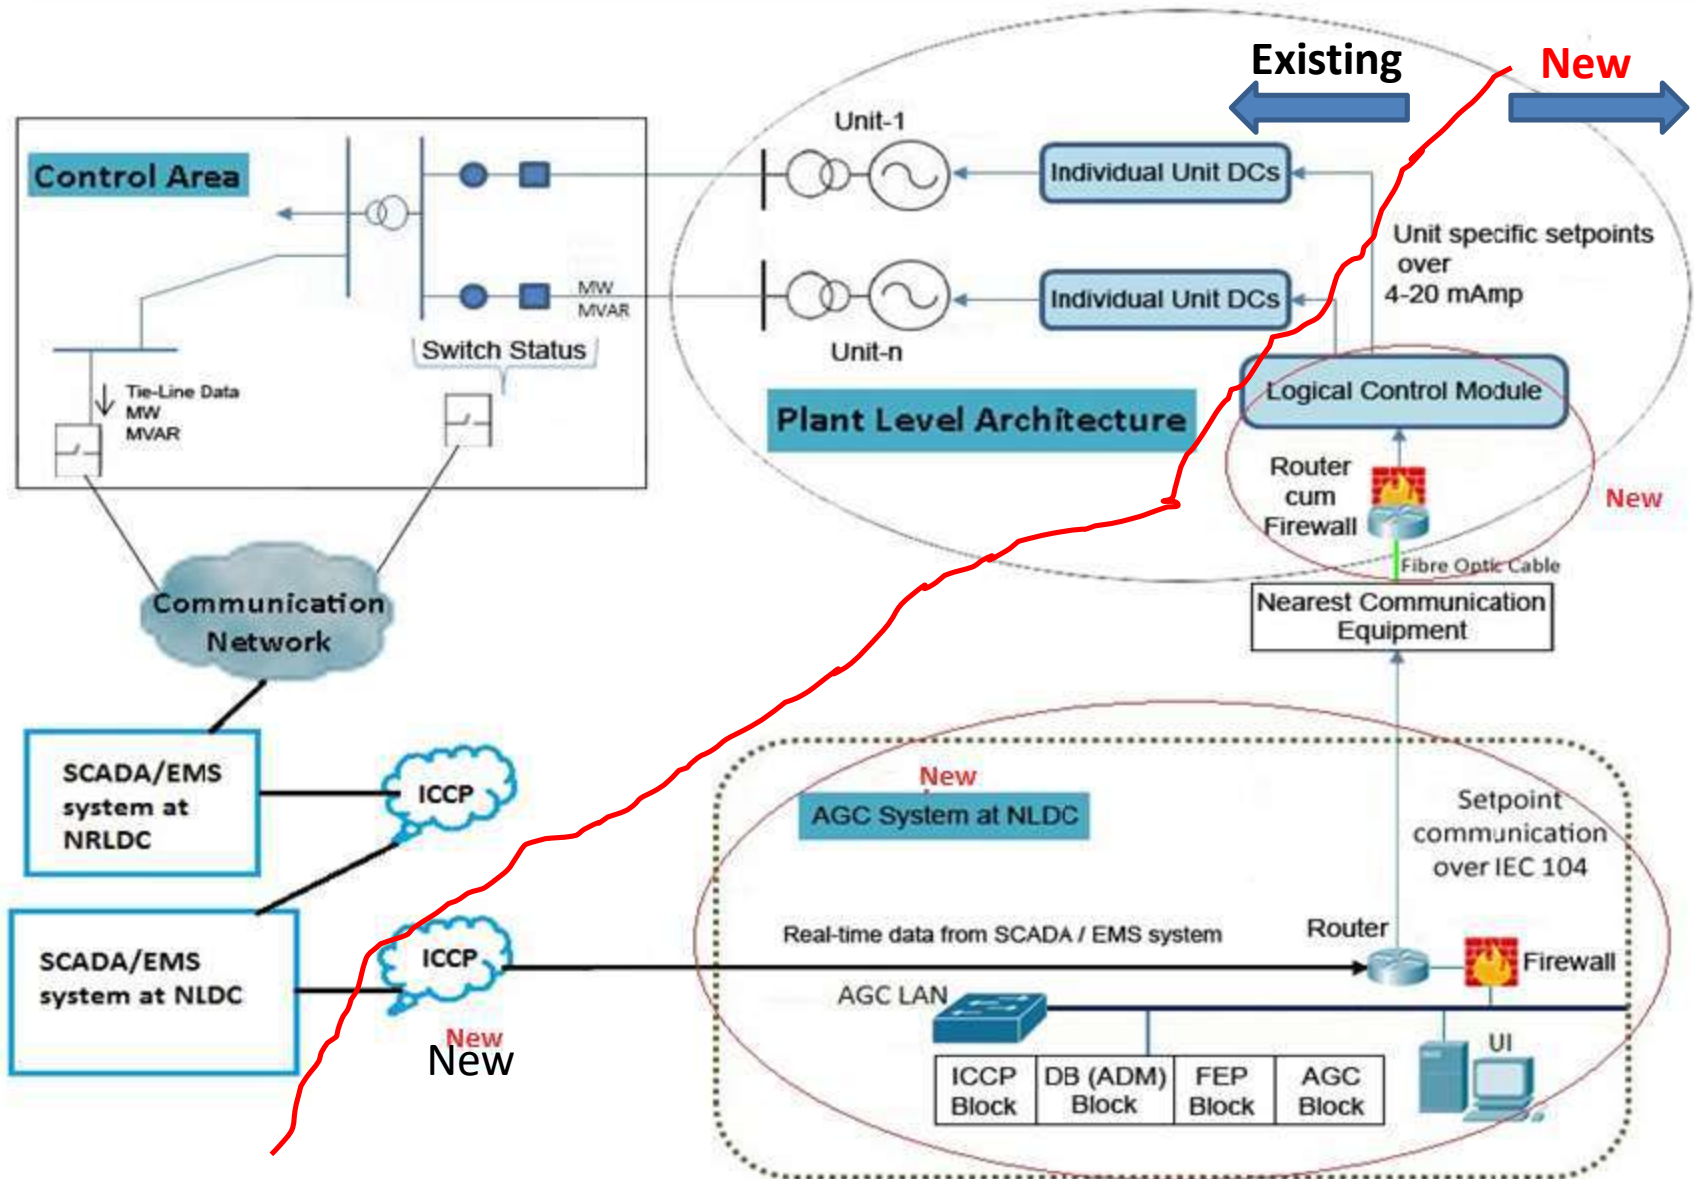 Existing
New
Control Area
Unit-1
Individual Unit DCs
Unit specific setpoints
over
4-20 mAmp
MW
MVAR
Individual Unit DCs
Unit-n
Switch Status
Tie-Line Data
MW
MVAR
Plant Level Architecture
Logical Control Module
Router
cum
Firewall
New
Fibre Optic Cable
Nearest Communication
Equipment
Communication
Network
SCADA/EMS
system at
NRLDC
ICCP
New
AGC System at NLDC
Setpoint
communication
over IEC 104
SCADA/EMS
system at NLDC
ICCP
New
New
Real-time data from SCADA / EMS system
Router
Firewall
AGC LAN
UI
ICCP
Block
DB (ADM)
Block
FEP
Block
AGC
Block